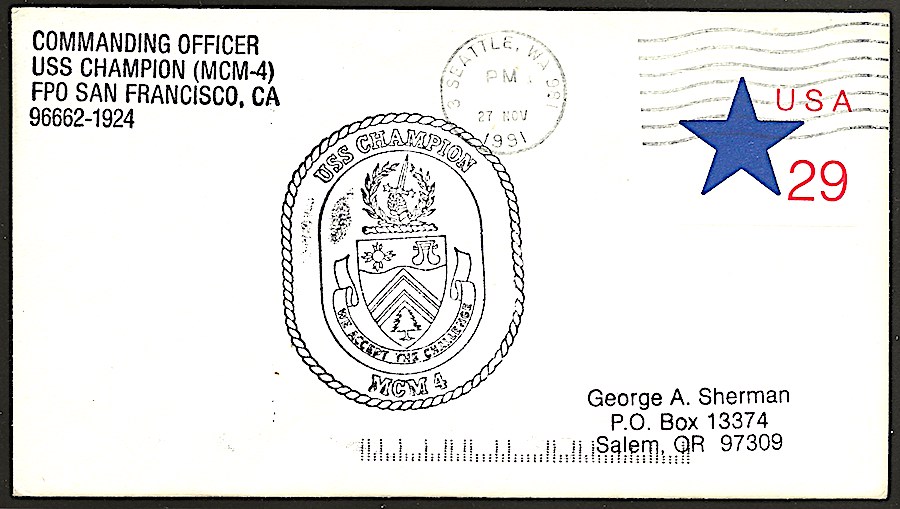 COMMANDING OFFICER
USS CHAMPION (MCM-4)
FPO SAN FRANCISCO, CA
96662-1924
SEATTLE, WA 981
PM
27 NOV
1991
USA
29
USS CHAMPION
WE ACCEPT THE CHALLENGE
MCM 4
George A. Sherman
P.O. Box 13374
Salem, OR 97309